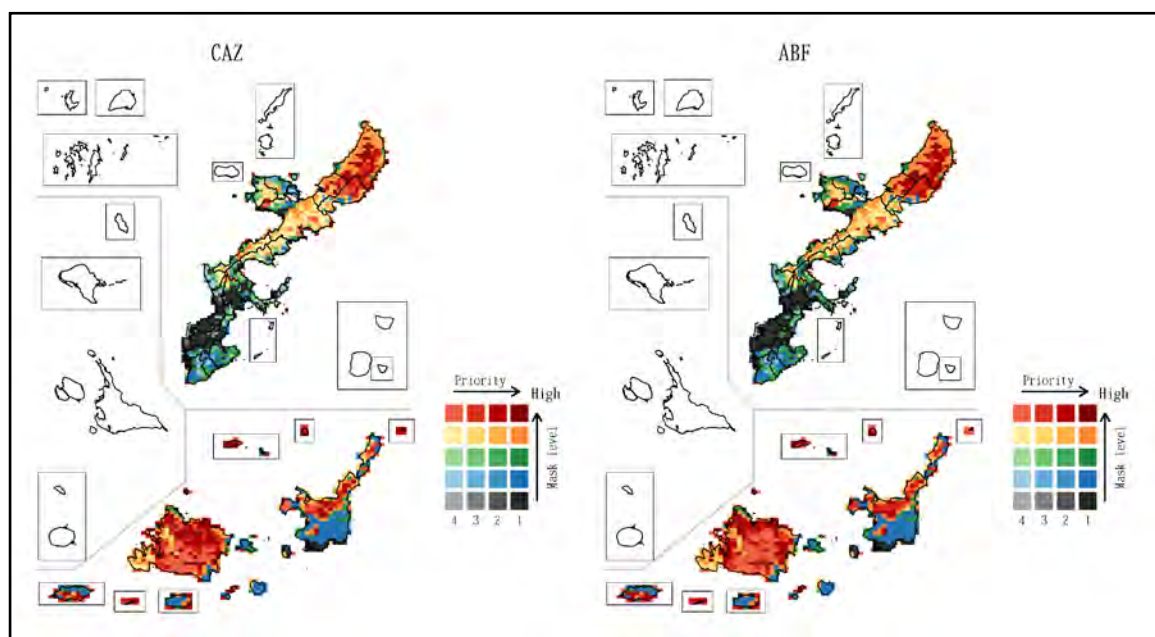 CAZ
ABF
Priority
High
Mask level
4 3 2 1
Priority
High
Mask level
4 3 2 1